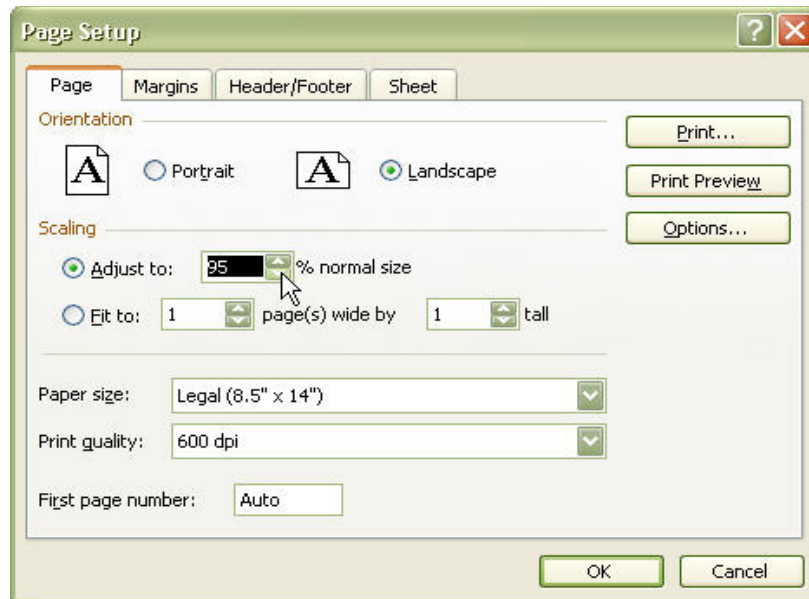 Page Setup
Page Margins Header/Footer Sheet
Orientation
Print...
A Portrait A Landscape
Print Preview
Scaling
Options...
Adjust to: 95 % normal size
Fit to: 1 page(s) wide by 1 tall
Paper size: Legal (8.5" x 14")
Print quality: 600 dpi
First page number: Auto
OK Cancel